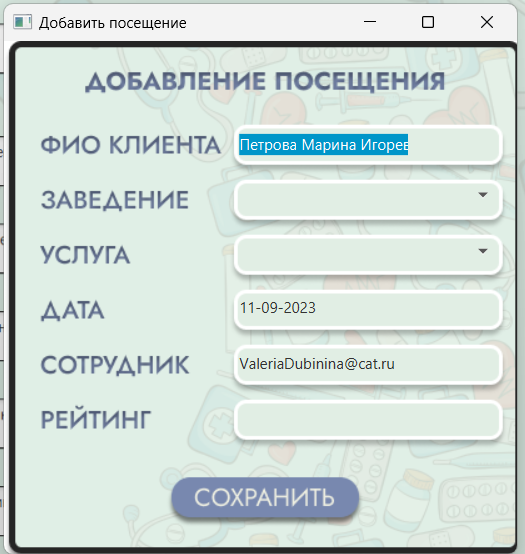 Добавить посещение
ДОБАВЛЕНИЕ ПОСЕЩЕНИЯ
ФИО КЛИЕНТА Петрова Марина Игорев
ЗАВЕДЕНИЕ
УСЛУГА
ДАТА 11-09-2023
СОТРУДНИК ValeriaDubinina@cat.ru
РЕЙТИНГ
СОХРАНИТЬ